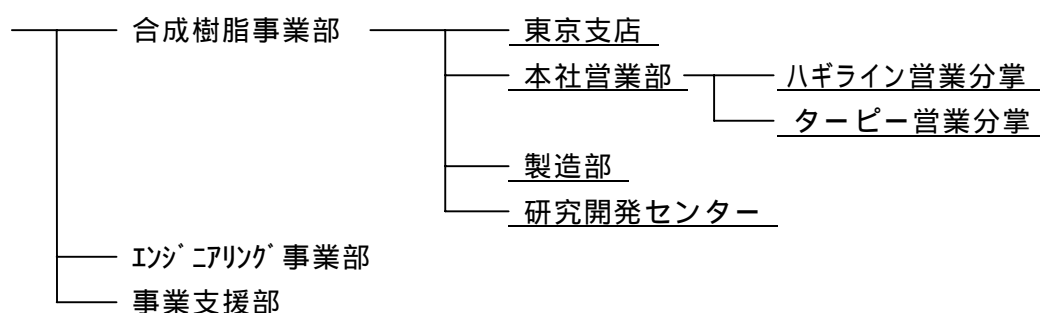 合成樹脂事業部 東京支店
本社営業部 ハギライン営業分掌
ターピー営業分掌
製造部
研究開発センター
ｴﾝｼﾞﾆｱﾘﾝｸﾞ事業部
事業支援部